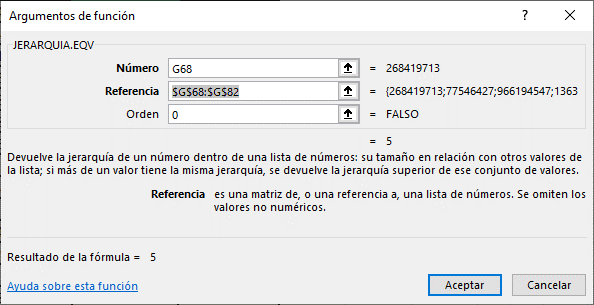 Argumentos de función ? ×
JERARQUIA.EQV
Número G68 = 268419713
Referencia $G$68:$G$82 = {268419713;77546427;966194547;1363
Orden 0 = FALSO
= 5
Devuelve la jerarquía de un número dentro de una lista de números: su tamaño en relación con otros valores de
la lista; si más de un valor tiene la misma jerarquía, se devuelve la jerarquía superior de ese conjunto de valores.
Referencia es una matriz de, o una referencia a, una lista de números. Se omiten los
valores no numéricos.
Resultado de la fórmula = 5
Ayuda sobre esta función
Aceptar Cancelar